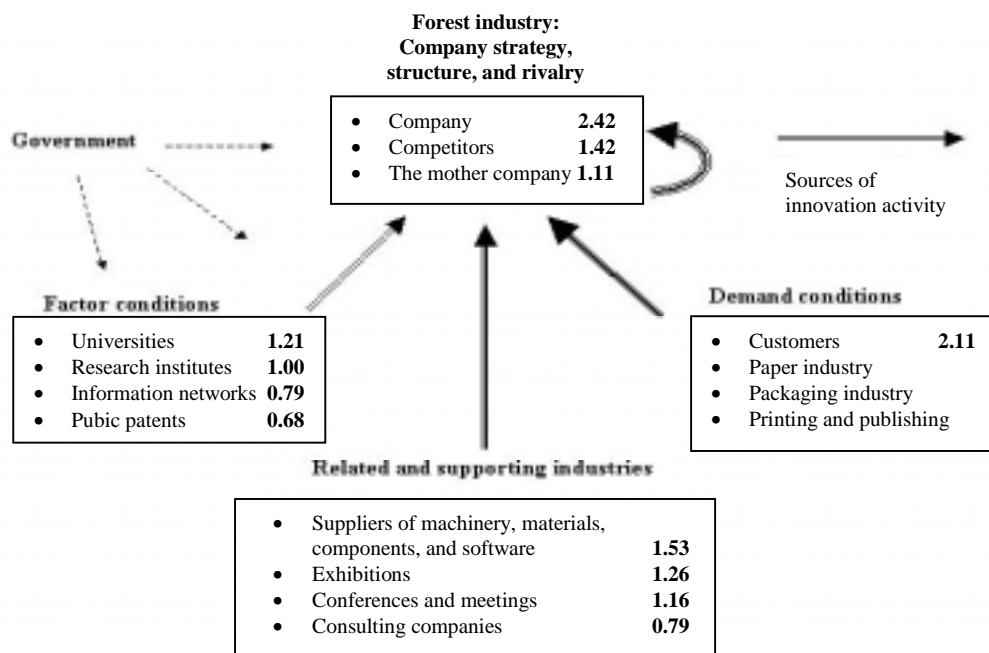 Forest industry:
Company strategy,
structure, and rivalry
• Company 2.42
• Competitors 1.42
• The mother company 1.11
Government
Sources of
innovation activity
Factor conditions
• Universities 1.21
• Research institutes 1.00
• Information networks 0.79
• Pubic patents 0.68
Demand conditions
• Customers 2.11
• Paper industry
• Packaging industry
• Printing and publishing
Related and supporting industries
• Suppliers of machinery, materials,
components, and software 1.53
• Exhibitions 1.26
• Conferences and meetings 1.16
• Consulting companies 0.79